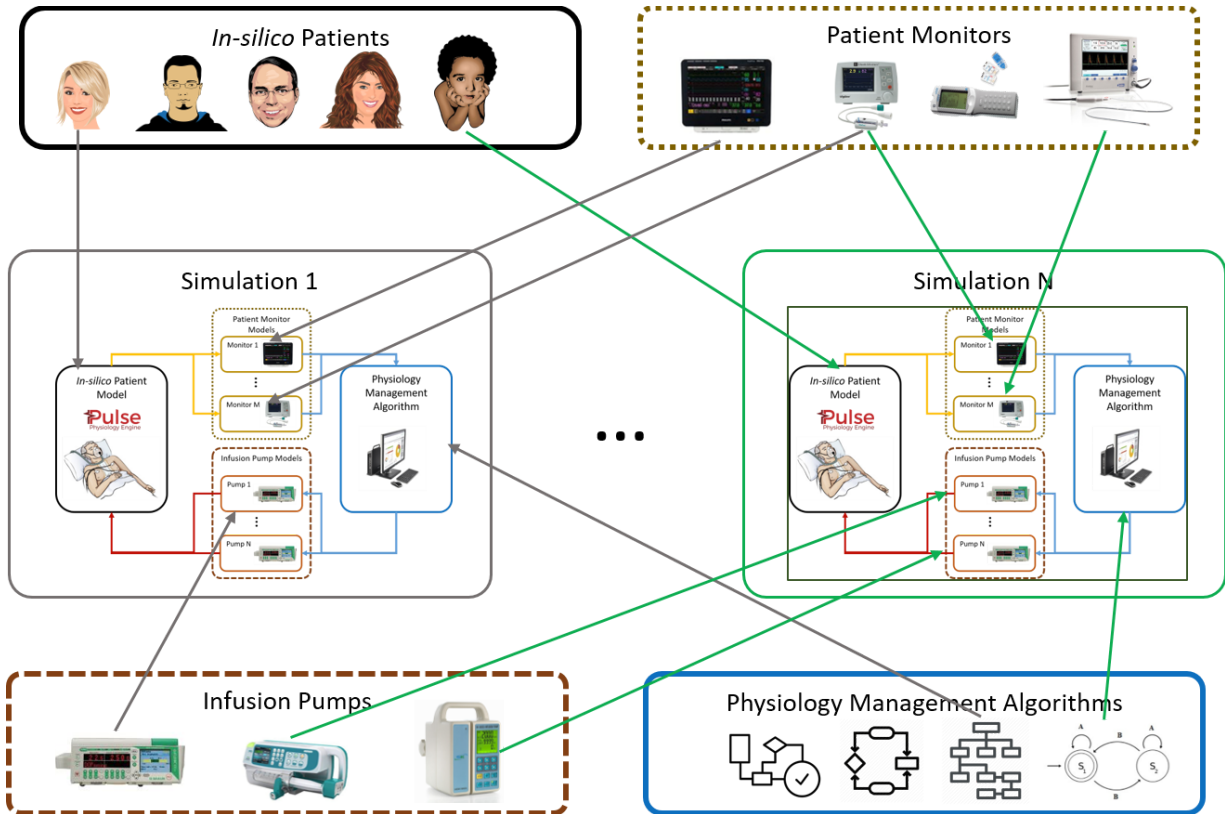 In-silico Patients
Patient Monitors
Simulation 1
Patient Monitor
Models
Monitor 1
Monitor M
In-silico Patient
Model
Pulse
Physiology Engine
Physiology
Management
Algorithm
Infusion Pump Models
Pump 1
Pump N
...
Simulation N
Patient Monitor
Models
Monitor 1
Monitor M
In-silico Patient
Model
Pulse
Physiology Engine
Physiology
Management
Algorithm
Infusion Pump Models
Pump 1
Pump N
Infusion Pumps
Physiology Management Algorithms
A
A
B
S1
S2
B